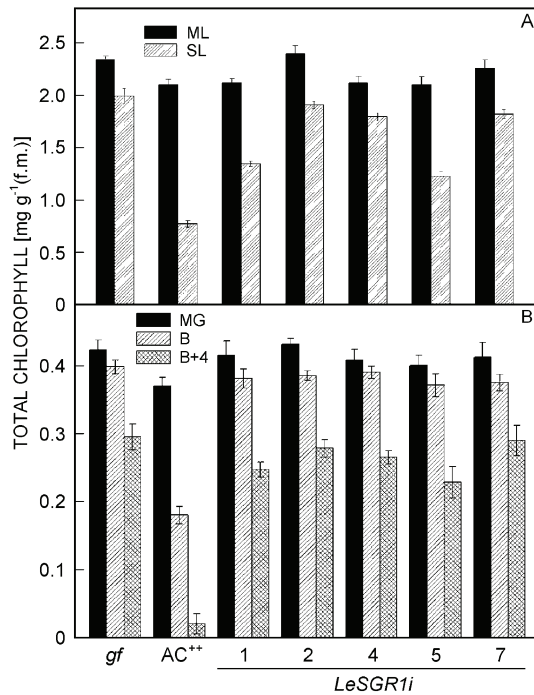 A
ML
SL
2.5
2.0
1.5
1.0
0.5
0
TOTAL CHLOROPHYLL [mg g-1(f.m.)]
B
MG
B
B+4
0.4
0.3
0.2
0.1
0
gf AC++ 1 2 4 5 7
LeSGR1i